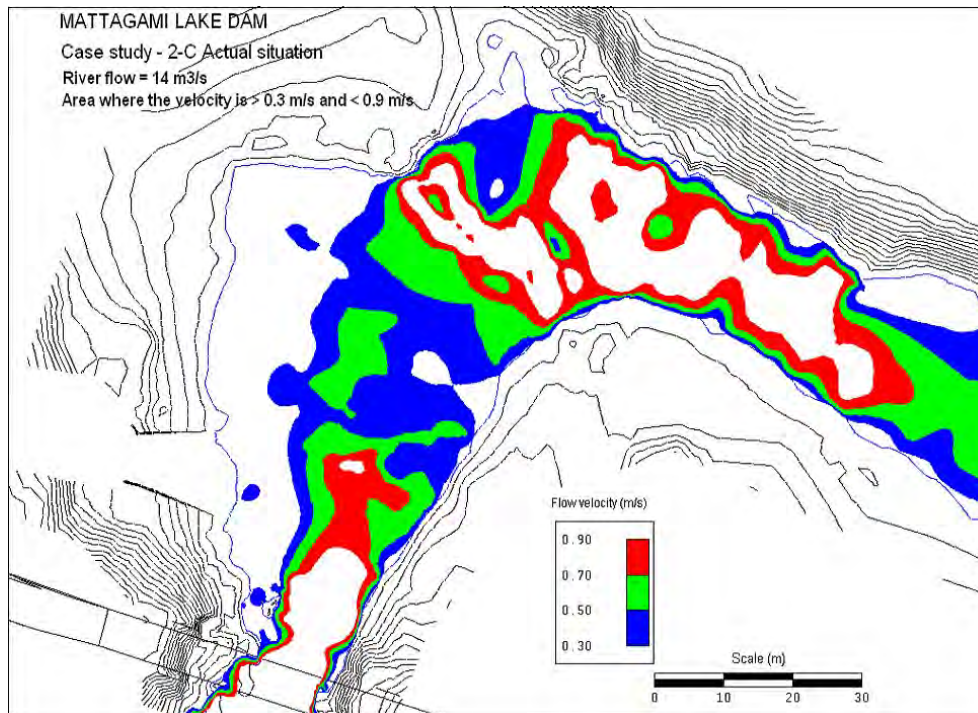 MATTAGAMI LAKE DAM
Case study - 2-C Actual situation
River flow = 14 m3/s
Area where the velocity is > 0.3 m/s and < 0.9 m/s
Flow velocity (m/s)
0.90
0.70
0.50
0.30
Scale (m)
0 10 20 30